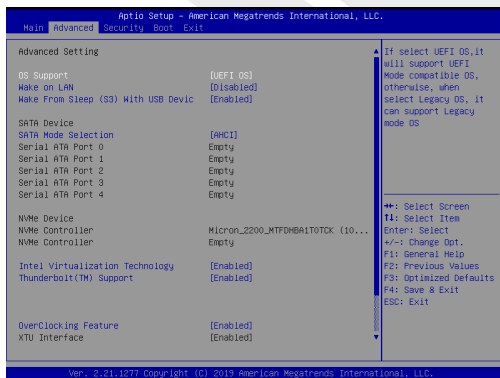 Aptio Setup – American Megatrends International, LLC.
Main Advanced Security Boot Exit
Advanced Setting
OS Support [UEFI OS]
Wake on LAN [Disabled]
Wake From Sleep (S3) With USB Devic [Enabled]
SATA Device
SATA Mode Selection [AHCI]
Serial ATA Port 0 Empty
Serial ATA Port 1 Empty
Serial ATA Port 2 Empty
Serial ATA Port 3 Empty
Serial ATA Port 4 Empty
NVMe Device
NVMe Controller Micron_2200_MTFDHBA1T0TCK (10...
NVMe Controller Empty
Intel Virtualization Technology [Enabled]
Thunderbolt(TM) Support [Enabled]
OverClocking Feature [Enabled]
XTU Interface [Enabled]
If select UEFI OS,it
will support UEFI
Mode compatible OS,
otherwise, when
select Legacy OS, it
can support Legacy
mode OS
→←: Select Screen
↑↓: Select Item
Enter: Select
+/-: Change Opt.
F1: General Help
F2: Previous Values
F3: Optimized Defaults
F4: Save & Exit
ESC: Exit
Ver. 2.21.1277 Copyright (C) 2019 American Megatrends International, LLC.